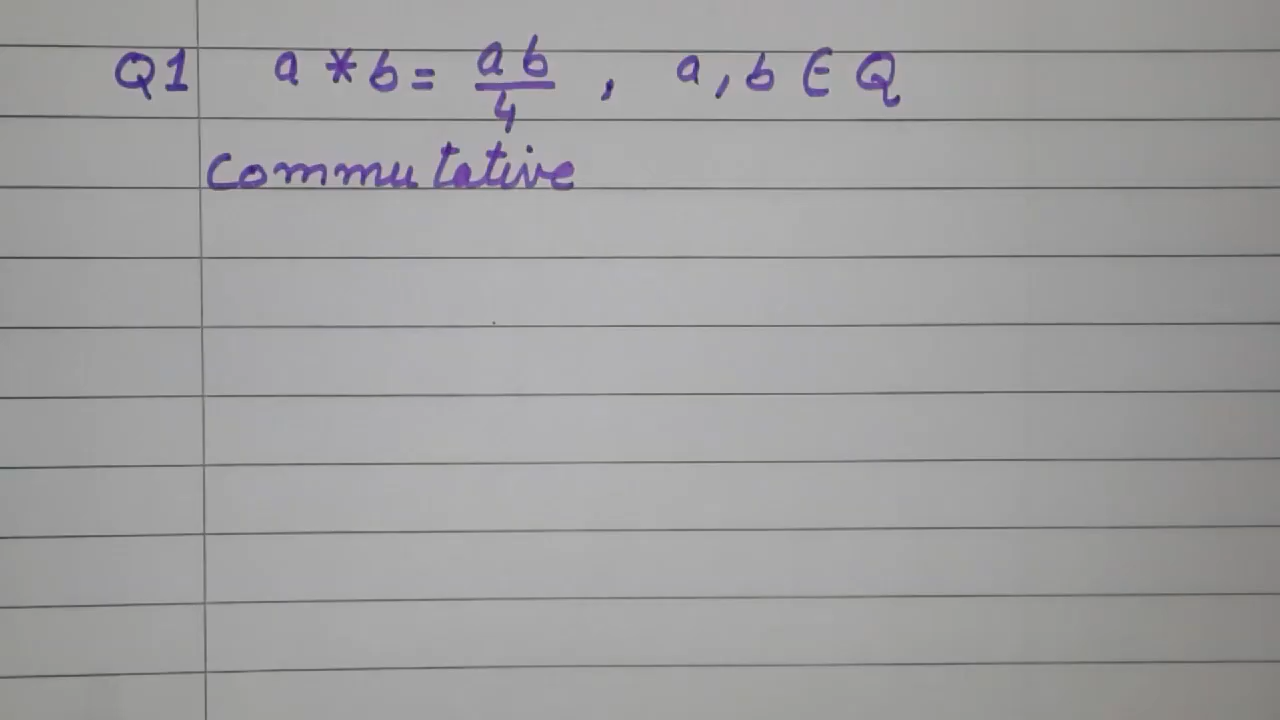 Q1 a * b = ab/4 , a, b ∈ Q
Commutative